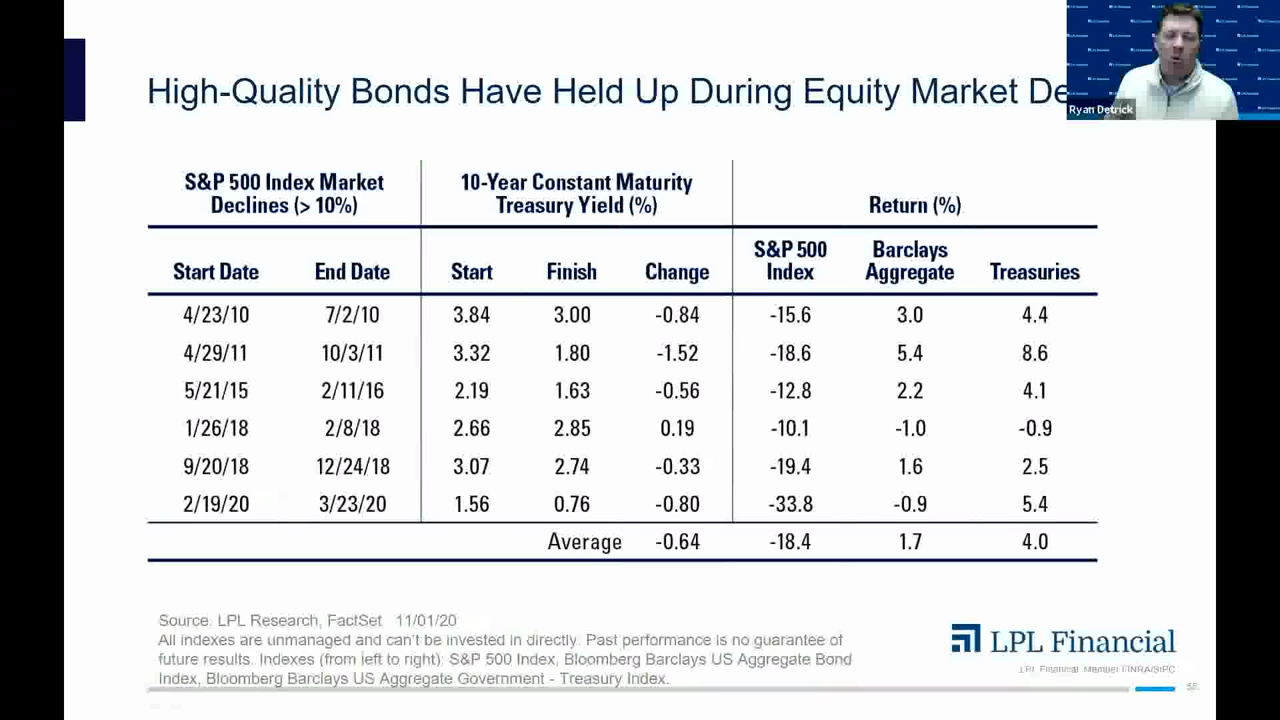 High-Quality Bonds Have Held Up During Equity Market De
Ryan Detrick
S&P 500 Index Market
Declines (> 10%)
10-Year Constant Maturity
Treasury Yield (%)
Return (%)
Start Date End Date Start Finish Change S&P 500 Index Barclays Aggregate Treasuries
4/23/10 7/2/10 3.84 3.00 -0.84 -15.6 3.0 4.4
4/29/11 10/3/11 3.32 1.80 -1.52 -18.6 5.4 8.6
5/21/15 2/11/16 2.19 1.63 -0.56 -12.8 2.2 4.1
1/26/18 2/8/18 2.66 2.85 0.19 -10.1 -1.0 -0.9
9/20/18 12/24/18 3.07 2.74 -0.33 -19.4 1.6 2.5
2/19/20 3/23/20 1.56 0.76 -0.80 -33.8 -0.9 5.4
Average -0.64 -18.4 1.7 4.0
Source: LPL Research, FactSet 11/01/20
All indexes are unmanaged and can't be invested in directly. Past performance is no guarantee of
future results. Indexes (from left to right): S&P 500 Index, Bloomberg Barclays US Aggregate Bond
Index, Bloomberg Barclays US Aggregate Government - Treasury Index.
LPL Financial
LPL Financial Member FINRA/SIPC